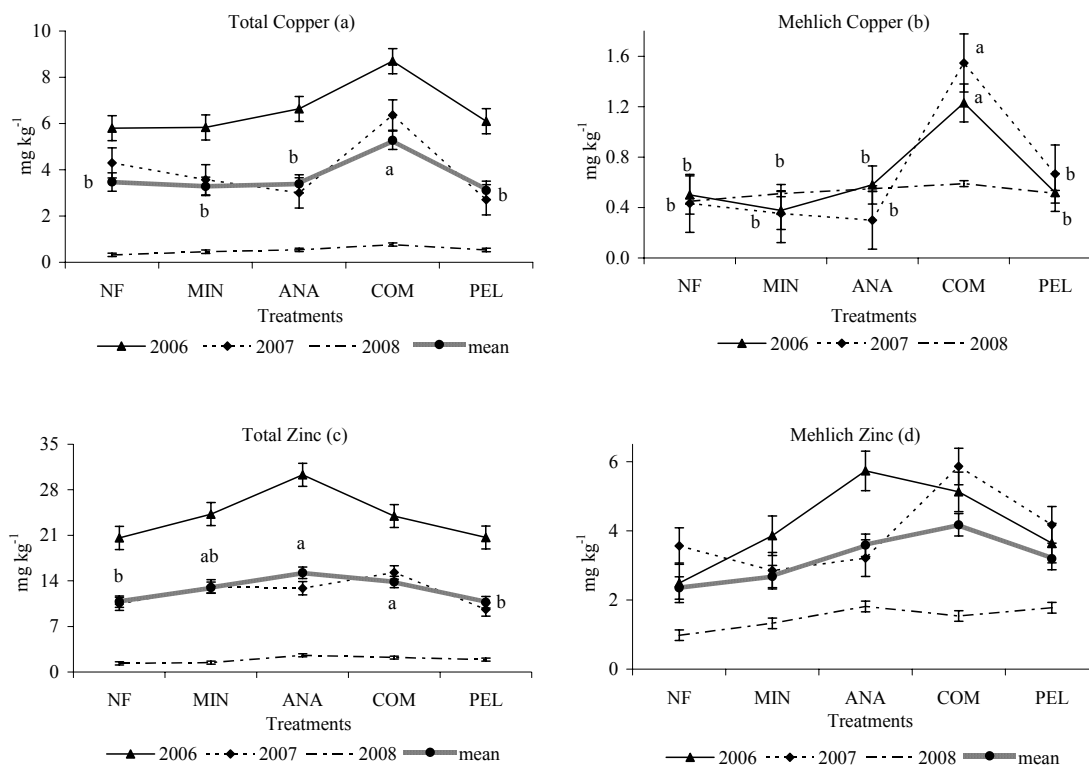 Total Copper (a)
10
8
6
4
2
0
mg kg-1
b
b
b
a
b
NF MIN ANA COM PEL
Treatments
2006 2007 2008 mean
Mehlich Copper (b)
1.6
1.2
0.8
0.4
0.0
mg kg-1
a
a
b
b
b
b
b
b
b
b
NF MIN ANA COM PEL
Treatments
2006 2007 2008
Total Zinc (c)
35
28
21
14
7
0
mg kg-1
b
ab
a
a
b
NF MIN ANA COM PEL
Treatments
2006 2007 2008 mean
Mehlich Zinc (d)
6
4
2
0
mg kg-1
NF MIN ANA COM PEL
Treatments
2006 2007 2008 mean